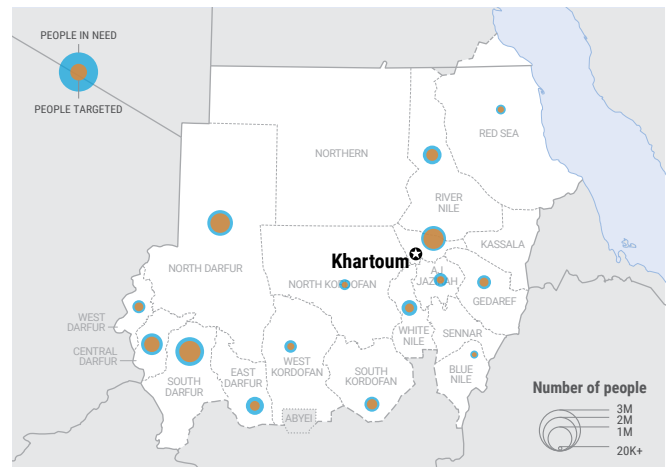 PEOPLE IN NEED
PEOPLE TARGETED
RED SEA
NORTHERN
RIVER
NILE
KASSALA
Khartoum
NORTH DARFUR
NORTH KORDOFAN
AJ
JAZIRAH
GEDAREF
WEST
DARFUR
WHITE
NILE
SENNAR
CENTRAL
DARFUR
SOUTH
DARFUR
EAST
DARFUR
WEST
KORDOFAN
SOUTH
KORDOFAN
BLUE
NILE
ABYEI
Number of people
3M
2M
1M
20K+